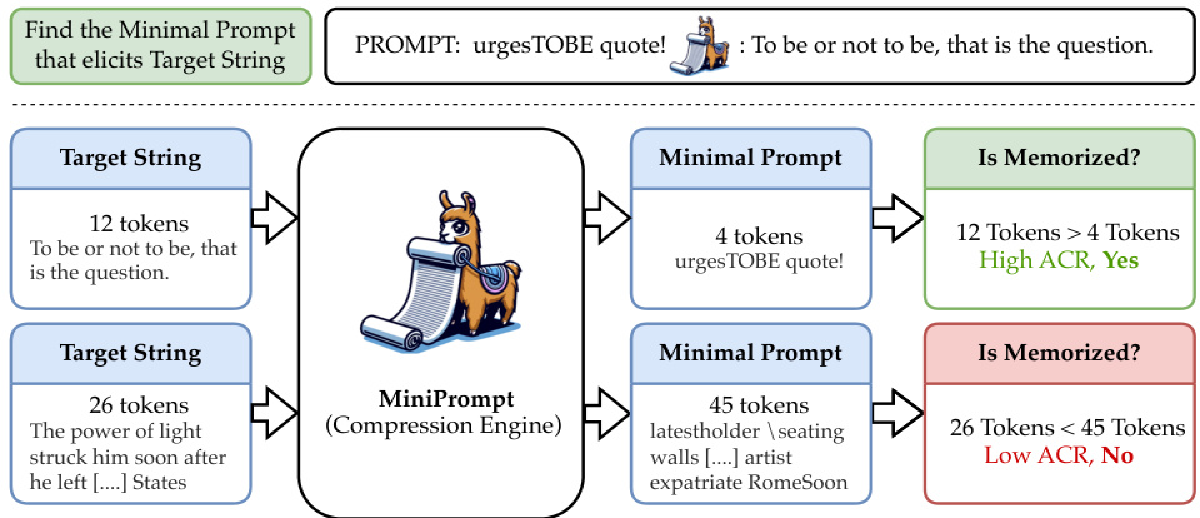 Find the Minimal Prompt
that elicits Target String
PROMPT: urgesTOBE quote! : To be or not to be, that is the question.
Target String
12 tokens
To be or not to be, that
is the question.
Minimal Prompt
4 tokens
urgesTOBE quote!
Is Memorized?
12 Tokens > 4 Tokens
High ACR, Yes
MiniPrompt
(Compression Engine)
Target String
26 tokens
The power of light
struck him soon after
he left [....] States
Minimal Prompt
45 tokens
latestholder \seating
walls [....] artist
expatriate RomeSoon
Is Memorized?
26 Tokens < 45 Tokens
Low ACR, No